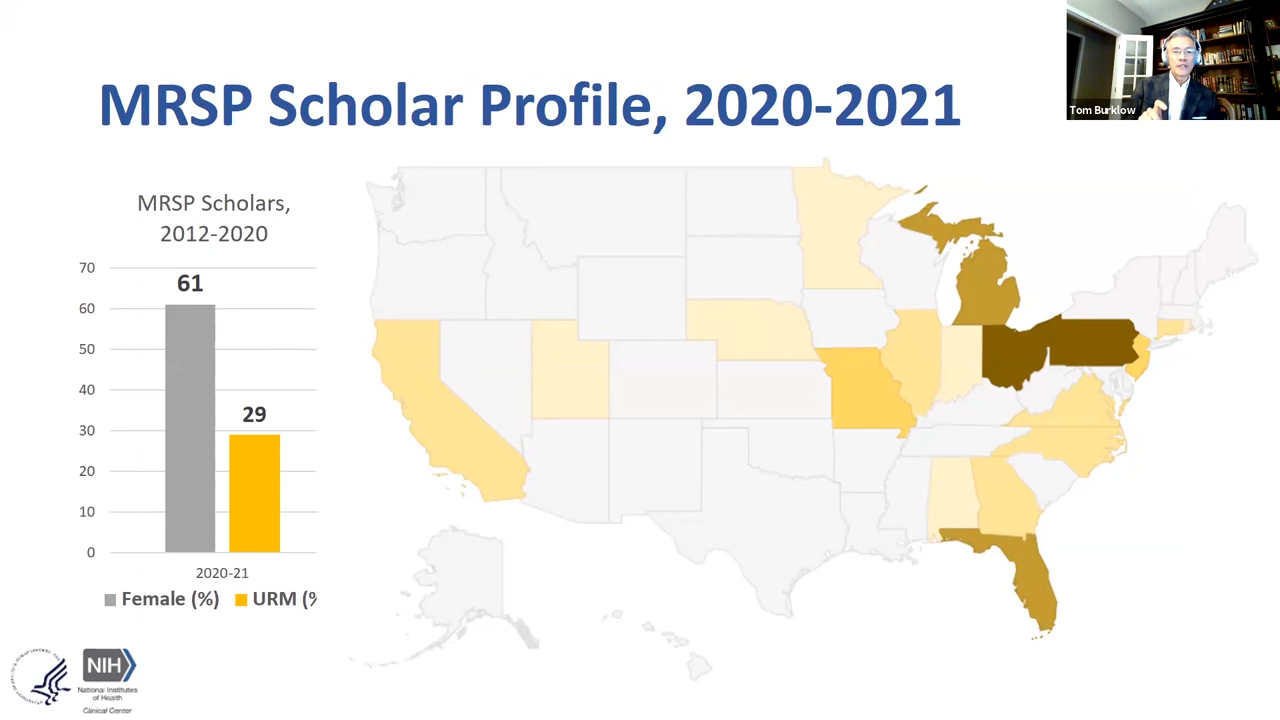 MRSP Scholar Profile, 2020-2021
Tom Burklow
MRSP Scholars,
2012-2020
70
60
50
40
30
20
10
0
61
29
2020-21
Female (%)
URM (%
NIH
National Institutes
of Health
Clinical Center